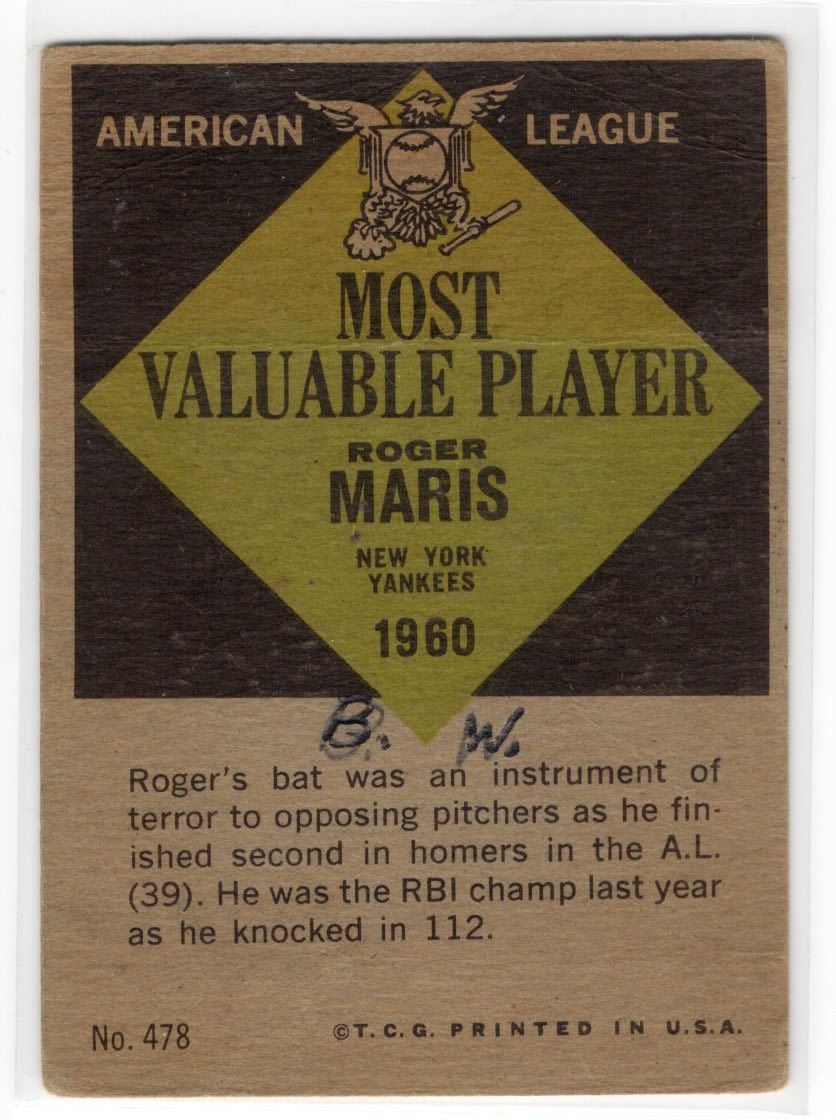 AMERICAN LEAGUE
MOST
VALUABLE PLAYER
ROGER
MARIS
NEW YORK
YANKEES
1960
B. W.
Roger's bat was an instrument of
terror to opposing pitchers as he fin-
ished second in homers in the A.L.
(39). He was the RBI champ last year
as he knocked in 112.
No. 478 ©T.C.G. PRINTED IN U.S.A.